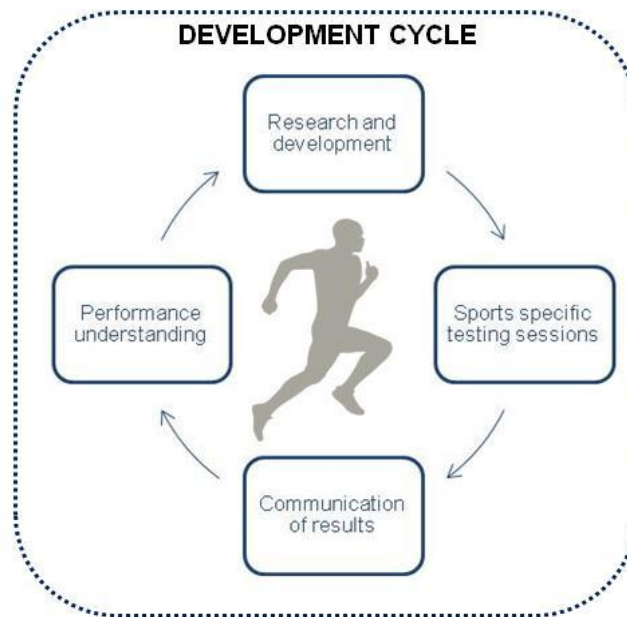 DEVELOPMENT CYCLE
Research and
development
Sports specific
testing sessions
Communication
of results
Performance
understanding